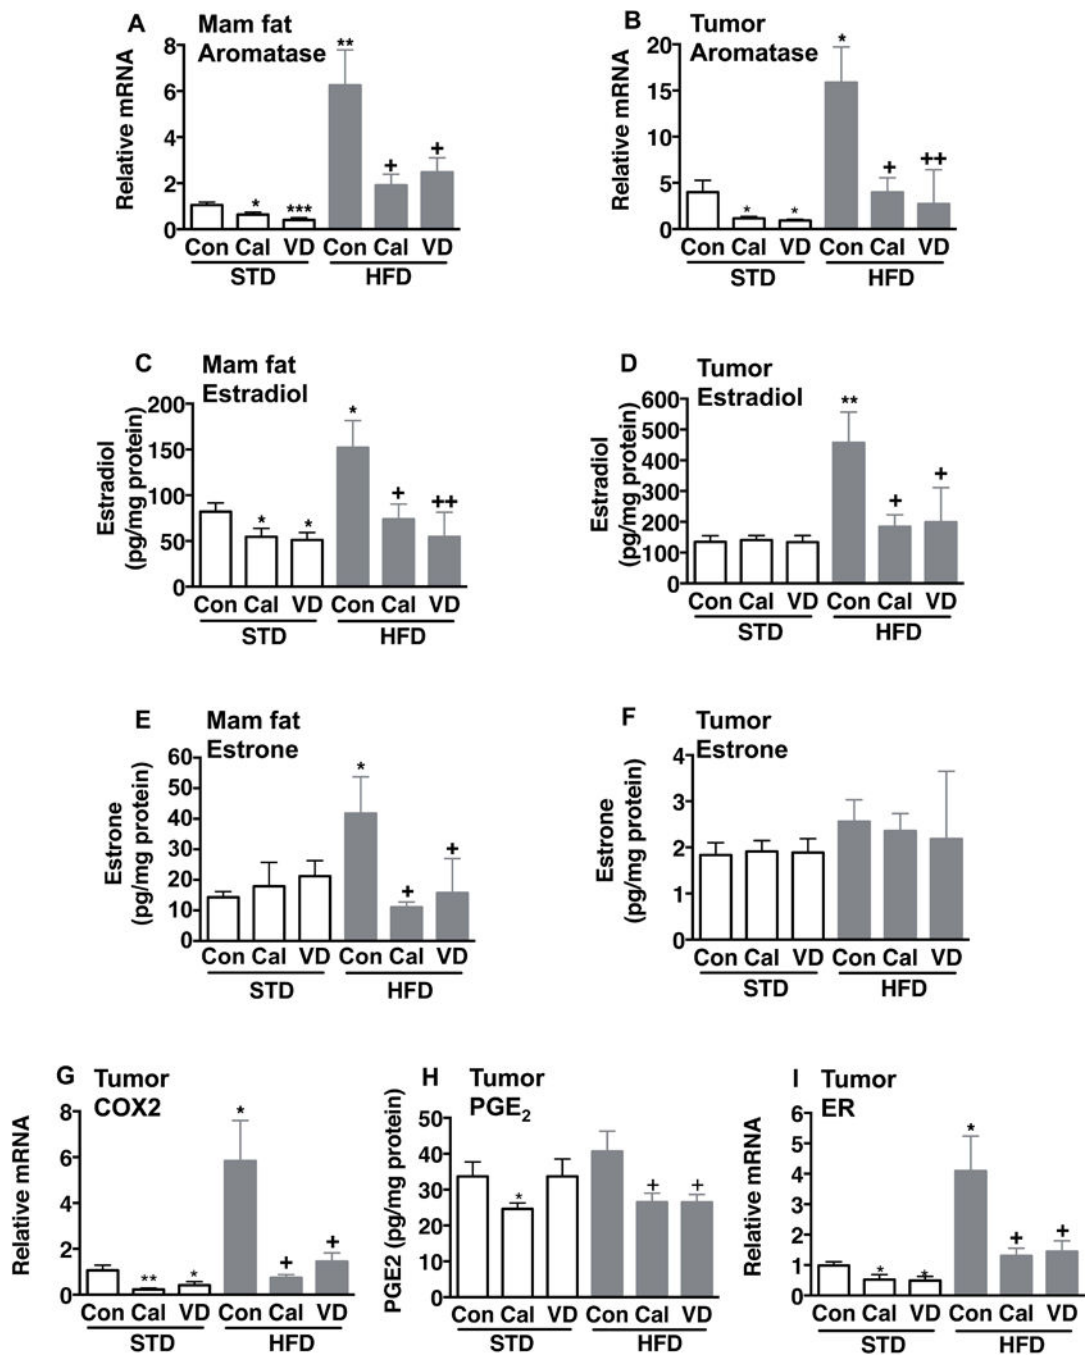 A Mam fat
Aromatase
Relative mRNA
8
6
4
2
0
* *** ** + +
Con Cal VD Con Cal VD
STD HFD
B Tumor
Aromatase
Relative mRNA
20
15
10
5
0
* * * + ++
Con Cal VD Con Cal VD
STD HFD
C Mam fat
Estradiol
Estradiol
(pg/mg protein)
200
150
100
50
0
* * * + ++
Con Cal VD Con Cal VD
STD HFD
D Tumor
Estradiol
Estradiol
(pg/mg protein)
600
500
400
300
200
100
0
** + +
Con Cal VD Con Cal VD
STD HFD
E Mam fat
Estrone
Estrone
(pg/mg protein)
60
50
40
30
20
10
0
* + +
Con Cal VD Con Cal VD
STD HFD
F Tumor
Estrone
Estrone
(pg/mg protein)
4
3
2
1
0
Con Cal VD Con Cal VD
STD HFD
G Tumor
COX2
Relative mRNA
8
6
4
2
0
** * * + +
Con Cal VD Con Cal VD
STD HFD
H Tumor
PGE2
PGE2 (pg/mg protein)
50
40
30
20
10
0
* + +
Con Cal VD Con Cal VD
STD HFD
I Tumor
ER
Relative mRNA
6
5
4
3
2
1
0
* * * + +
Con Cal VD Con Cal VD
STD HFD